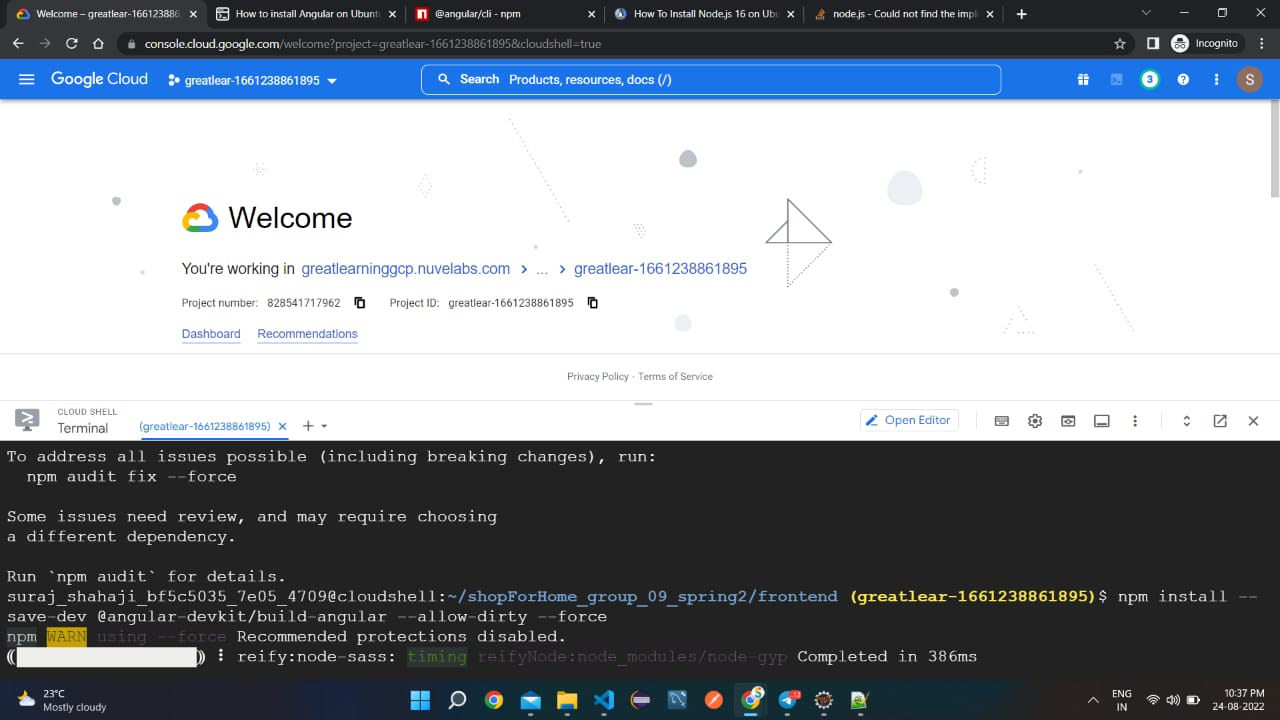 Welcome – greatlear-166123886
How to install Angular on Ubunt
@angular/cli - npm
How To Install Node.js 16 on Ubu
node.js - Could not find the impl
console.cloud.google.com/welcome?project=greatlear-1661238861895&cloudshell=true
Incognito
Google Cloud
greatlear-1661238861895
Search Products, resources, docs (/)
3
S
Welcome
You're working in greatlearninggcp.nuvelabs.com > ... > greatlear-1661238861895
Project number: 828541717962 Project ID: greatlear-1661238861895
Dashboard Recommendations
Privacy Policy · Terms of Service
CLOUD SHELL
Terminal
(greatlear-1661238861895)
Open Editor
To address all issues possible (including breaking changes), run:
npm audit fix --force
Some issues need review, and may require choosing
a different dependency.
Run `npm audit` for details.
suraj_shahaji_bf5c5035_7e05_4709@cloudshell:~/shopForHome_group_09_spring2/frontend (greatlear-1661238861895)$ npm install --
save-dev @angular-devkit/build-angular --allow-dirty --force
npm WARN using --force Recommended protections disabled.
( ) ⠸ reify:node-sass: timing reifyNode:node_modules/node-gyp Completed in 386ms
23°C
Mostly cloudy
ENG
IN
10:37 PM
24-08-2022